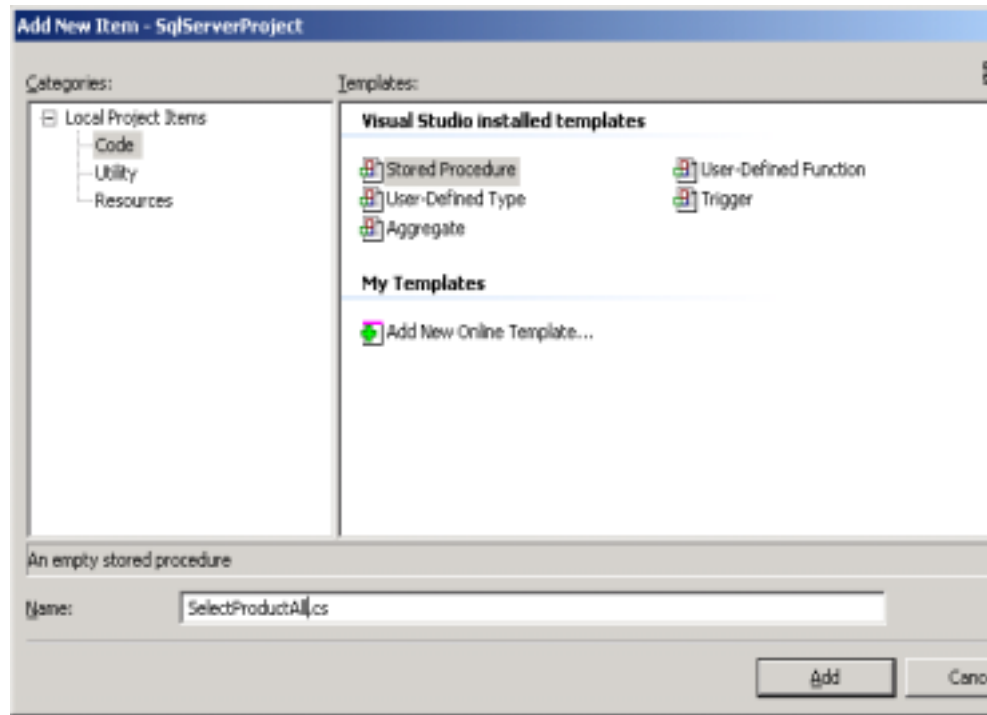 Add New Item - SqlServerProject
Categories:
Templates:
Local Project Items
Code
Utility
Resources
Visual Studio installed templates
Stored Procedure
User-Defined Function
User-Defined Type
Trigger
Aggregate
My Templates
Add New Online Template...
An empty stored procedure
Name:
SelectProductAll.cs
Add
Canc